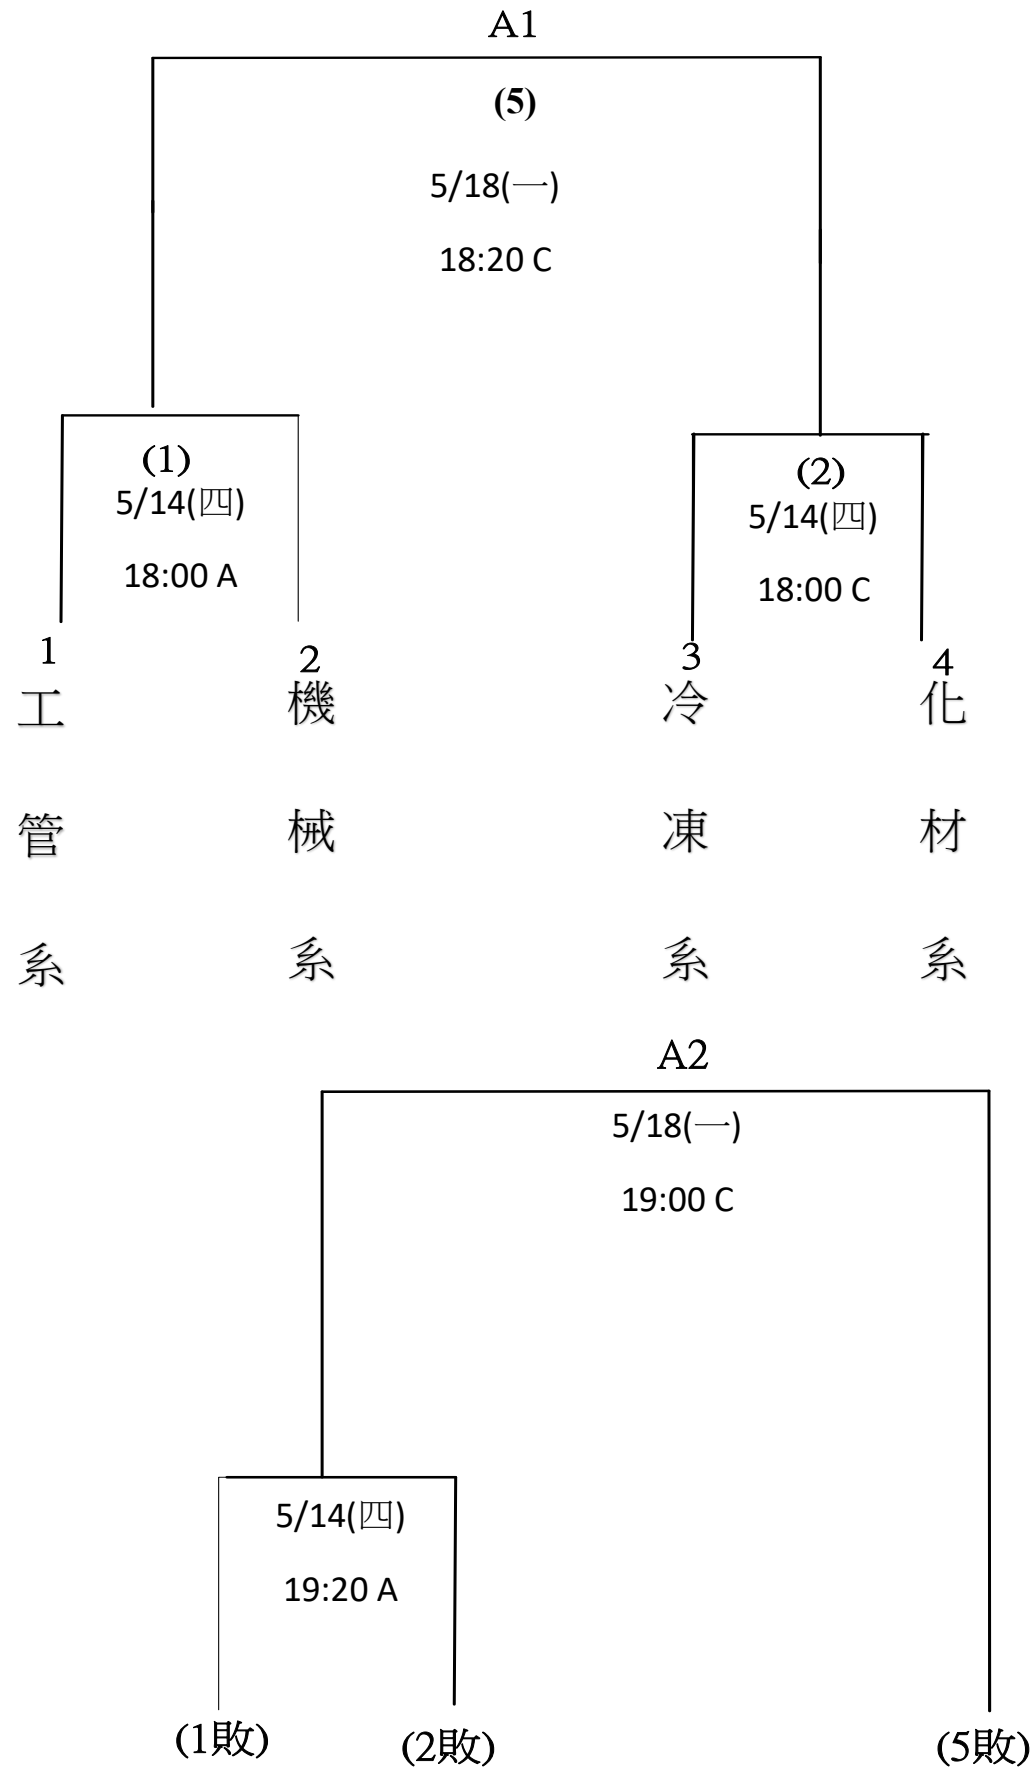 A1
(5)
5/18(一)
18:20 C
(1)
5/14(四)
18:00 A
(2)
5/14(四)
18:00 C
1
工管系
2
機械系
3
冷凍系
4
化材系
A2
5/18(一)
19:00 C
5/14(四)
19:20 A
(1敗)
(2敗)
(5敗)